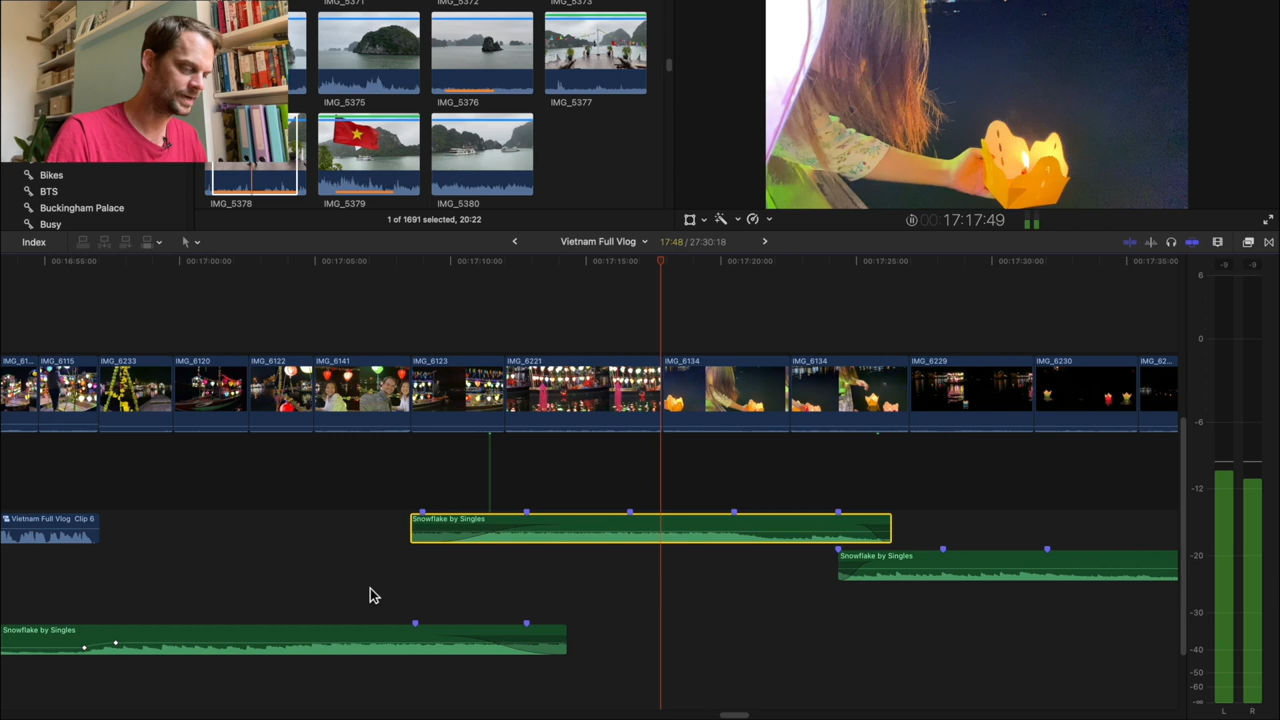 IMG_5371 IMG_5372 IMG_5373
IMG_5375 IMG_5376 IMG_5377
IMG_5378 IMG_5379 IMG_5380
Bikes
BTS
Buckingham Palace
Busy
1 of 1691 selected, 20:22
00:17:17:49
Index
Vietnam Full Vlog 17:48 / 27:30:18
-9 -9
00:16:55:00 00:17:00:00 00:17:05:00 00:17:10:00 00:17:15:00 00:17:20:00 00:17:25:00 00:17:30:00 00:17:35:00
6
0
-6
-12
-20
-30
-40
-50
-60
-∞
L R
IMG_61... IMG_6115 IMG_6233 IMG_6120 IMG_6122 IMG_6141 IMG_6123 IMG_6221 IMG_6134 IMG_6134 IMG_6229 IMG_6230 IMG_62...
Vietnam Full Vlog Clip 6
Snowflake by Singles
Snowflake by Singles
Snowflake by Singles